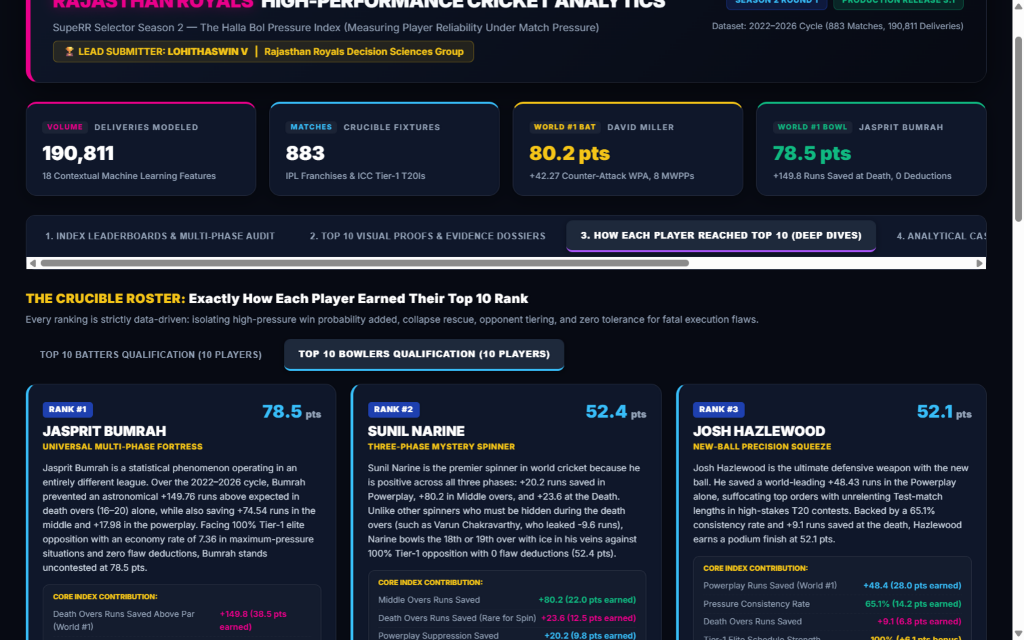 RAJASTHAN ROYALS HIGH-PERFORMANCE CRICKET ANALYTICS
SEASON 2 ROUND 1
PRODUCTION RELEASE 3.1
SupeRR Selector Season 2 — The Halla Bol Pressure Index (Measuring Player Reliability Under Match Pressure)
Dataset: 2022–2026 Cycle (883 Matches, 190,811 Deliveries)
🏆 LEAD SUBMITTER: LOHITHASWIN V | Rajasthan Royals Decision Sciences Group
VOLUME DELIVERIES MODELED
190,811
18 Contextual Machine Learning Features
MATCHES CRUCIBLE FIXTURES
883
IPL Franchises & ICC Tier-1 T20Is
WORLD #1 BAT DAVID MILLER
80.2 pts
+42.27 Counter-Attack WPA, 8 MWPPs
WORLD #1 BOWL JASPRIT BUMRAH
78.5 pts
+149.8 Runs Saved at Death, 0 Deductions
1. INDEX LEADERBOARDS & MULTI-PHASE AUDIT
2. TOP 10 VISUAL PROOFS & EVIDENCE DOSSIERS
3. HOW EACH PLAYER REACHED TOP 10 (DEEP DIVES)
4. ANALYTICAL CAS
THE CRUCIBLE ROSTER: Exactly How Each Player Earned Their Top 10 Rank
Every ranking is strictly data-driven: isolating high-pressure win probability added, collapse rescue, opponent tiering, and zero tolerance for fatal execution flaws.
TOP 10 BATTERS QUALIFICATION (10 PLAYERS)
TOP 10 BOWLERS QUALIFICATION (10 PLAYERS)
RANK #1
78.5 pts
JASPRIT BUMRAH
UNIVERSAL MULTI-PHASE FORTRESS
Jasprit Bumrah is a statistical phenomenon operating in an
entirely different league. Over the 2022–2026 cycle, Bumrah
prevented an astronomical +149.76 runs above expected in
death overs (16–20) alone, while also saving +74.54 runs in the
middle and +17.98 in the powerplay. Facing 100% Tier-1 elite
opposition with an economy rate of 7.36 in maximum-pressure
situations and zero flaw deductions, Bumrah stands
uncontested at 78.5 pts.
CORE INDEX CONTRIBUTION:
Death Overs Runs Saved Above Par
(World #1)
+149.8 (38.5 pts
earned)
RANK #2
52.4 pts
SUNIL NARINE
THREE-PHASE MYSTERY SPINNER
Sunil Narine is the premier spinner in world cricket because he
is positive across all three phases: +20.2 runs saved in
Powerplay, +80.2 in Middle overs, and +23.6 at the Death.
Unlike other spinners who must be hidden during the death
overs (such as Varun Chakravarthy, who leaked -9.6 runs),
Narine bowls the 18th or 19th over with ice in his veins against
100% Tier-1 opposition with 0 flaw deductions (52.4 pts).
CORE INDEX CONTRIBUTION:
Middle Overs Runs Saved +80.2 (22.0 pts earned)
Death Overs Runs Saved (Rare for Spin) +23.6 (12.5 pts earned)
Powerplay Suppression Saved +20.2 (9.8 pts earned)
RANK #3
52.1 pts
JOSH HAZLEWOOD
NEW-BALL PRECISION SQUEEZE
Josh Hazlewood is the ultimate defensive weapon with the new
ball. He saved a world-leading +48.43 runs in the Powerplay
alone, suffocating top orders with unrelenting Test-match
lengths in high-stakes T20 contests. Backed by a 65.1%
consistency rate and +9.1 runs saved at the death, Hazlewood
earns a podium finish at 52.1 pts.
CORE INDEX CONTRIBUTION:
Powerplay Runs Saved (World #1) +48.4 (28.0 pts earned)
Pressure Consistency Rate 65.1% (14.2 pts earned)
Death Overs Runs Saved +9.1 (6.8 pts earned)
Tier-1 Elite Schedule Strength 100% (+6.1 pts bonus)